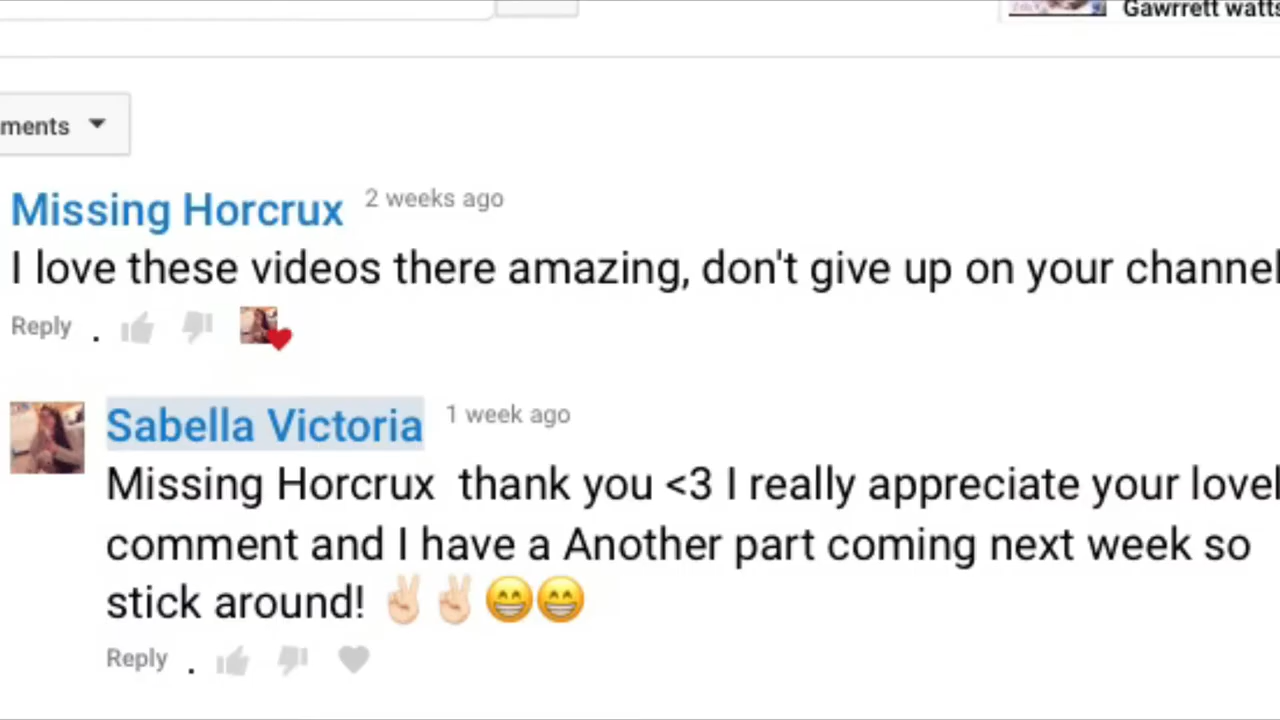 Gawrrett watts
ments
Missing Horcrux 2 weeks ago
I love these videos there amazing, don't give up on your channel
Reply .
Sabella Victoria 1 week ago
Missing Horcrux thank you <3 I really appreciate your lovel
comment and I have a Another part coming next week so
stick around! ✌🏻✌🏻😁😁
Reply .